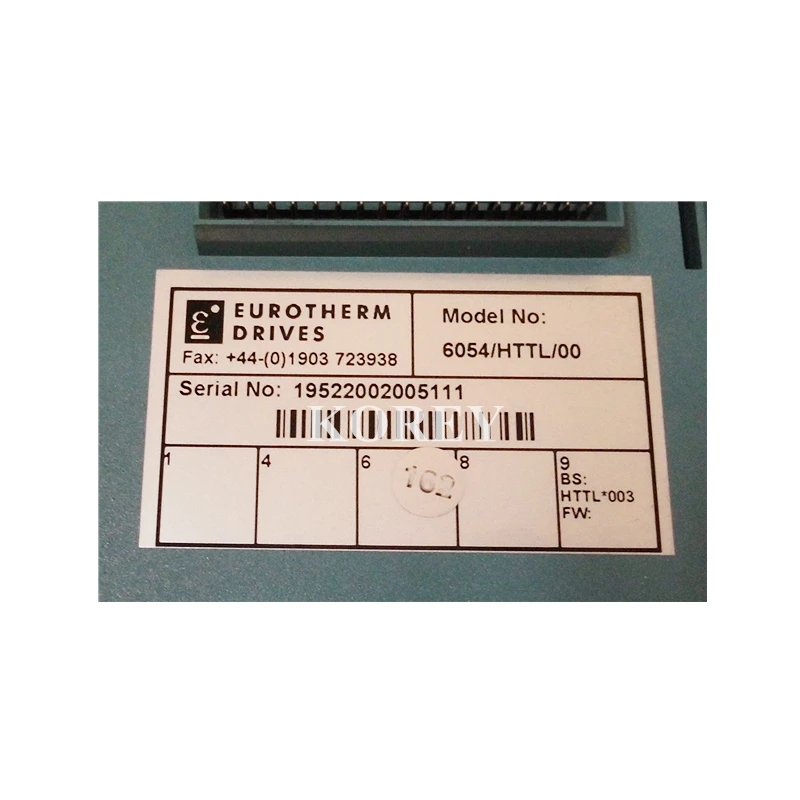 EUROTHERM
DRIVES
Fax: +44-(0)1903 723938
Model No:
6054/HTTL/00
Serial No: 19522002005111
KOREY
1
4
6
8
9
162
BS:
HTTL*003
FW: